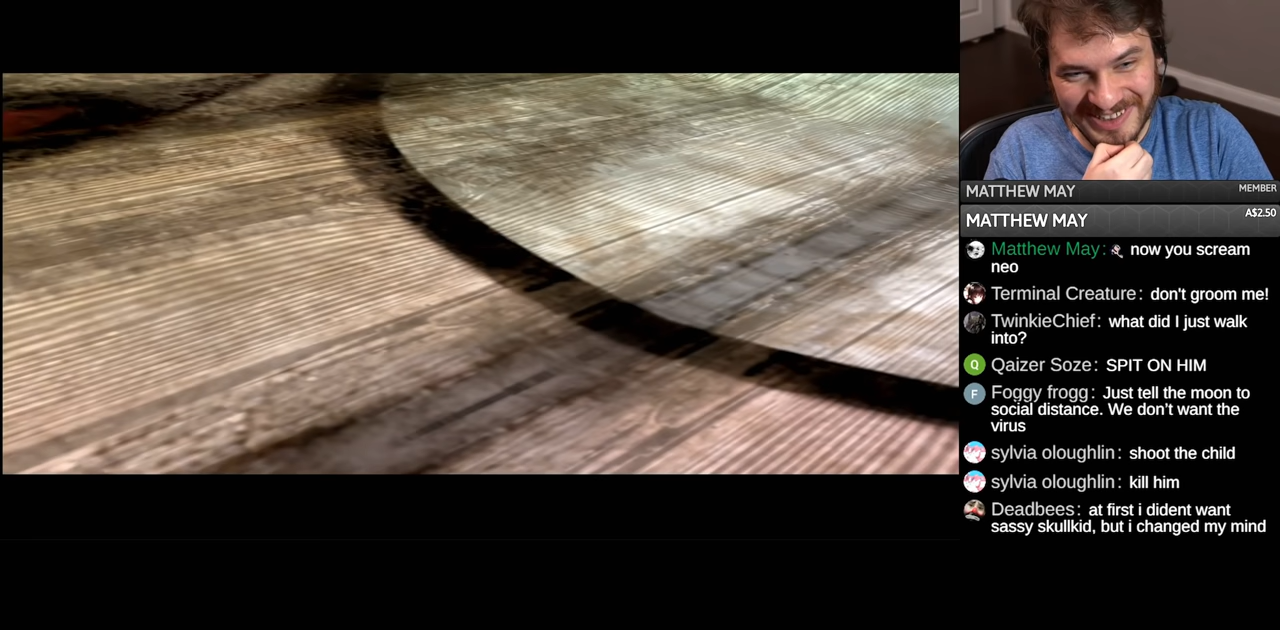 MATTHEW MAY MEMBER
MATTHEW MAY A$2.50
Matthew May: now you scream
neo
Terminal Creature: don't groom me!
TwinkieChief: what did I just walk
into?
Q Qaizer Soze: SPIT ON HIM
F Foggy frogg: Just tell the moon to
social distance. We don't want the
virus
sylvia oloughlin: shoot the child
sylvia oloughlin: kill him
Deadbees: at first i dident want
sassy skullkid, but i changed my mind